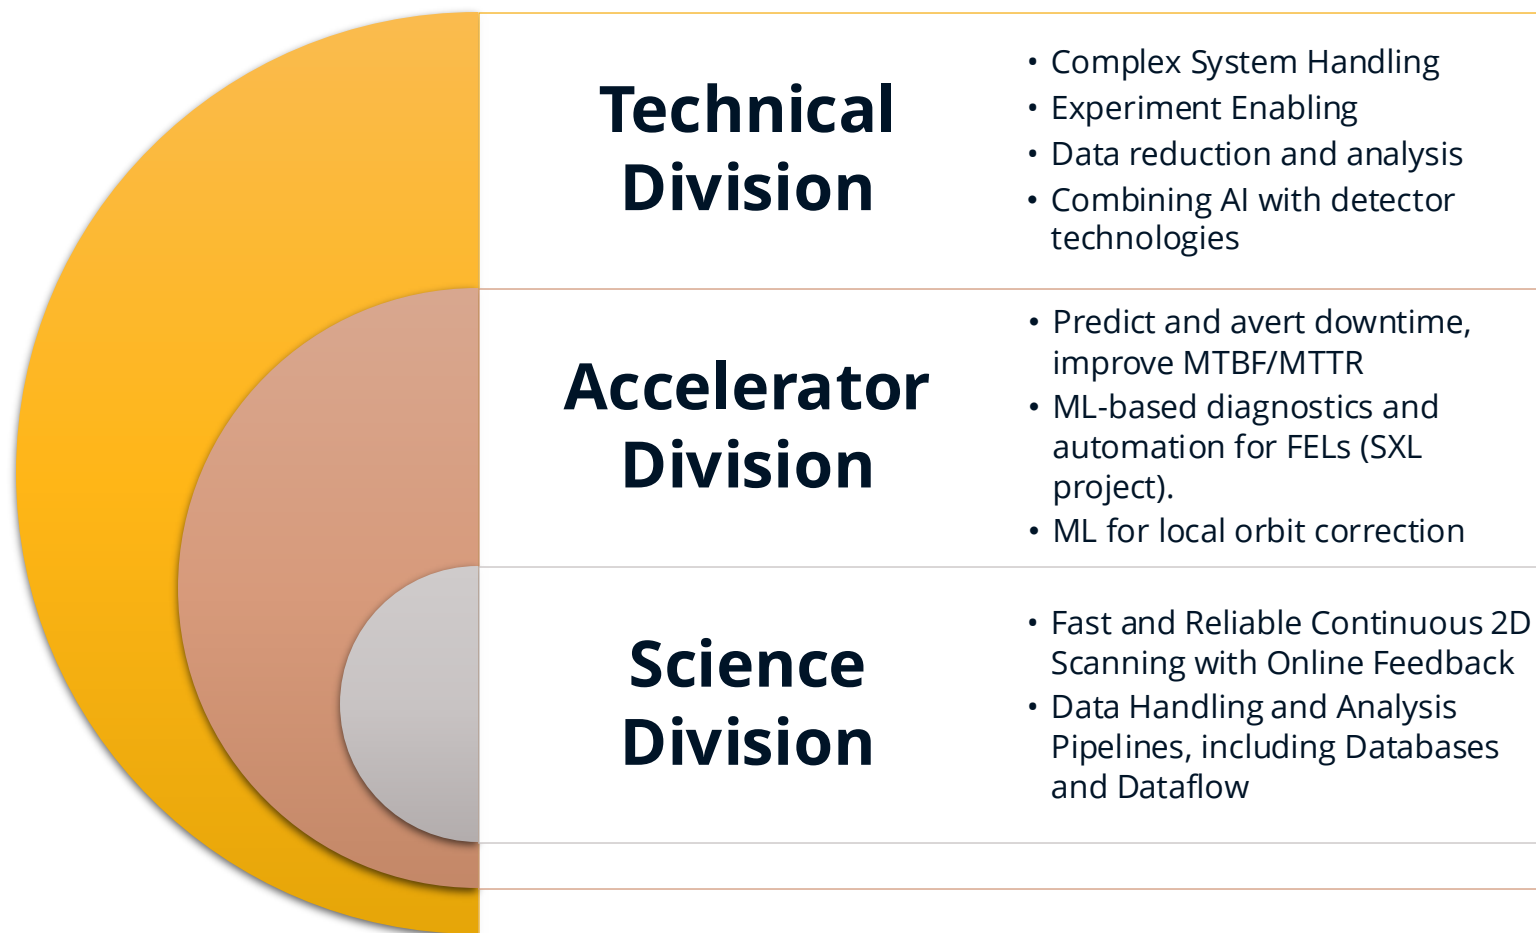 Technical
Division
• Complex System Handling
• Experiment Enabling
• Data reduction and analysis
• Combining AI with detector
technologies
Accelerator
Division
• Predict and avert downtime,
improve MTBF/MTTR
• ML-based diagnostics and
automation for FELs (SXL
project).
• ML for local orbit correction
Science
Division
• Fast and Reliable Continuous 2D
Scanning with Online Feedback
• Data Handling and Analysis
Pipelines, including Databases
and Dataflow